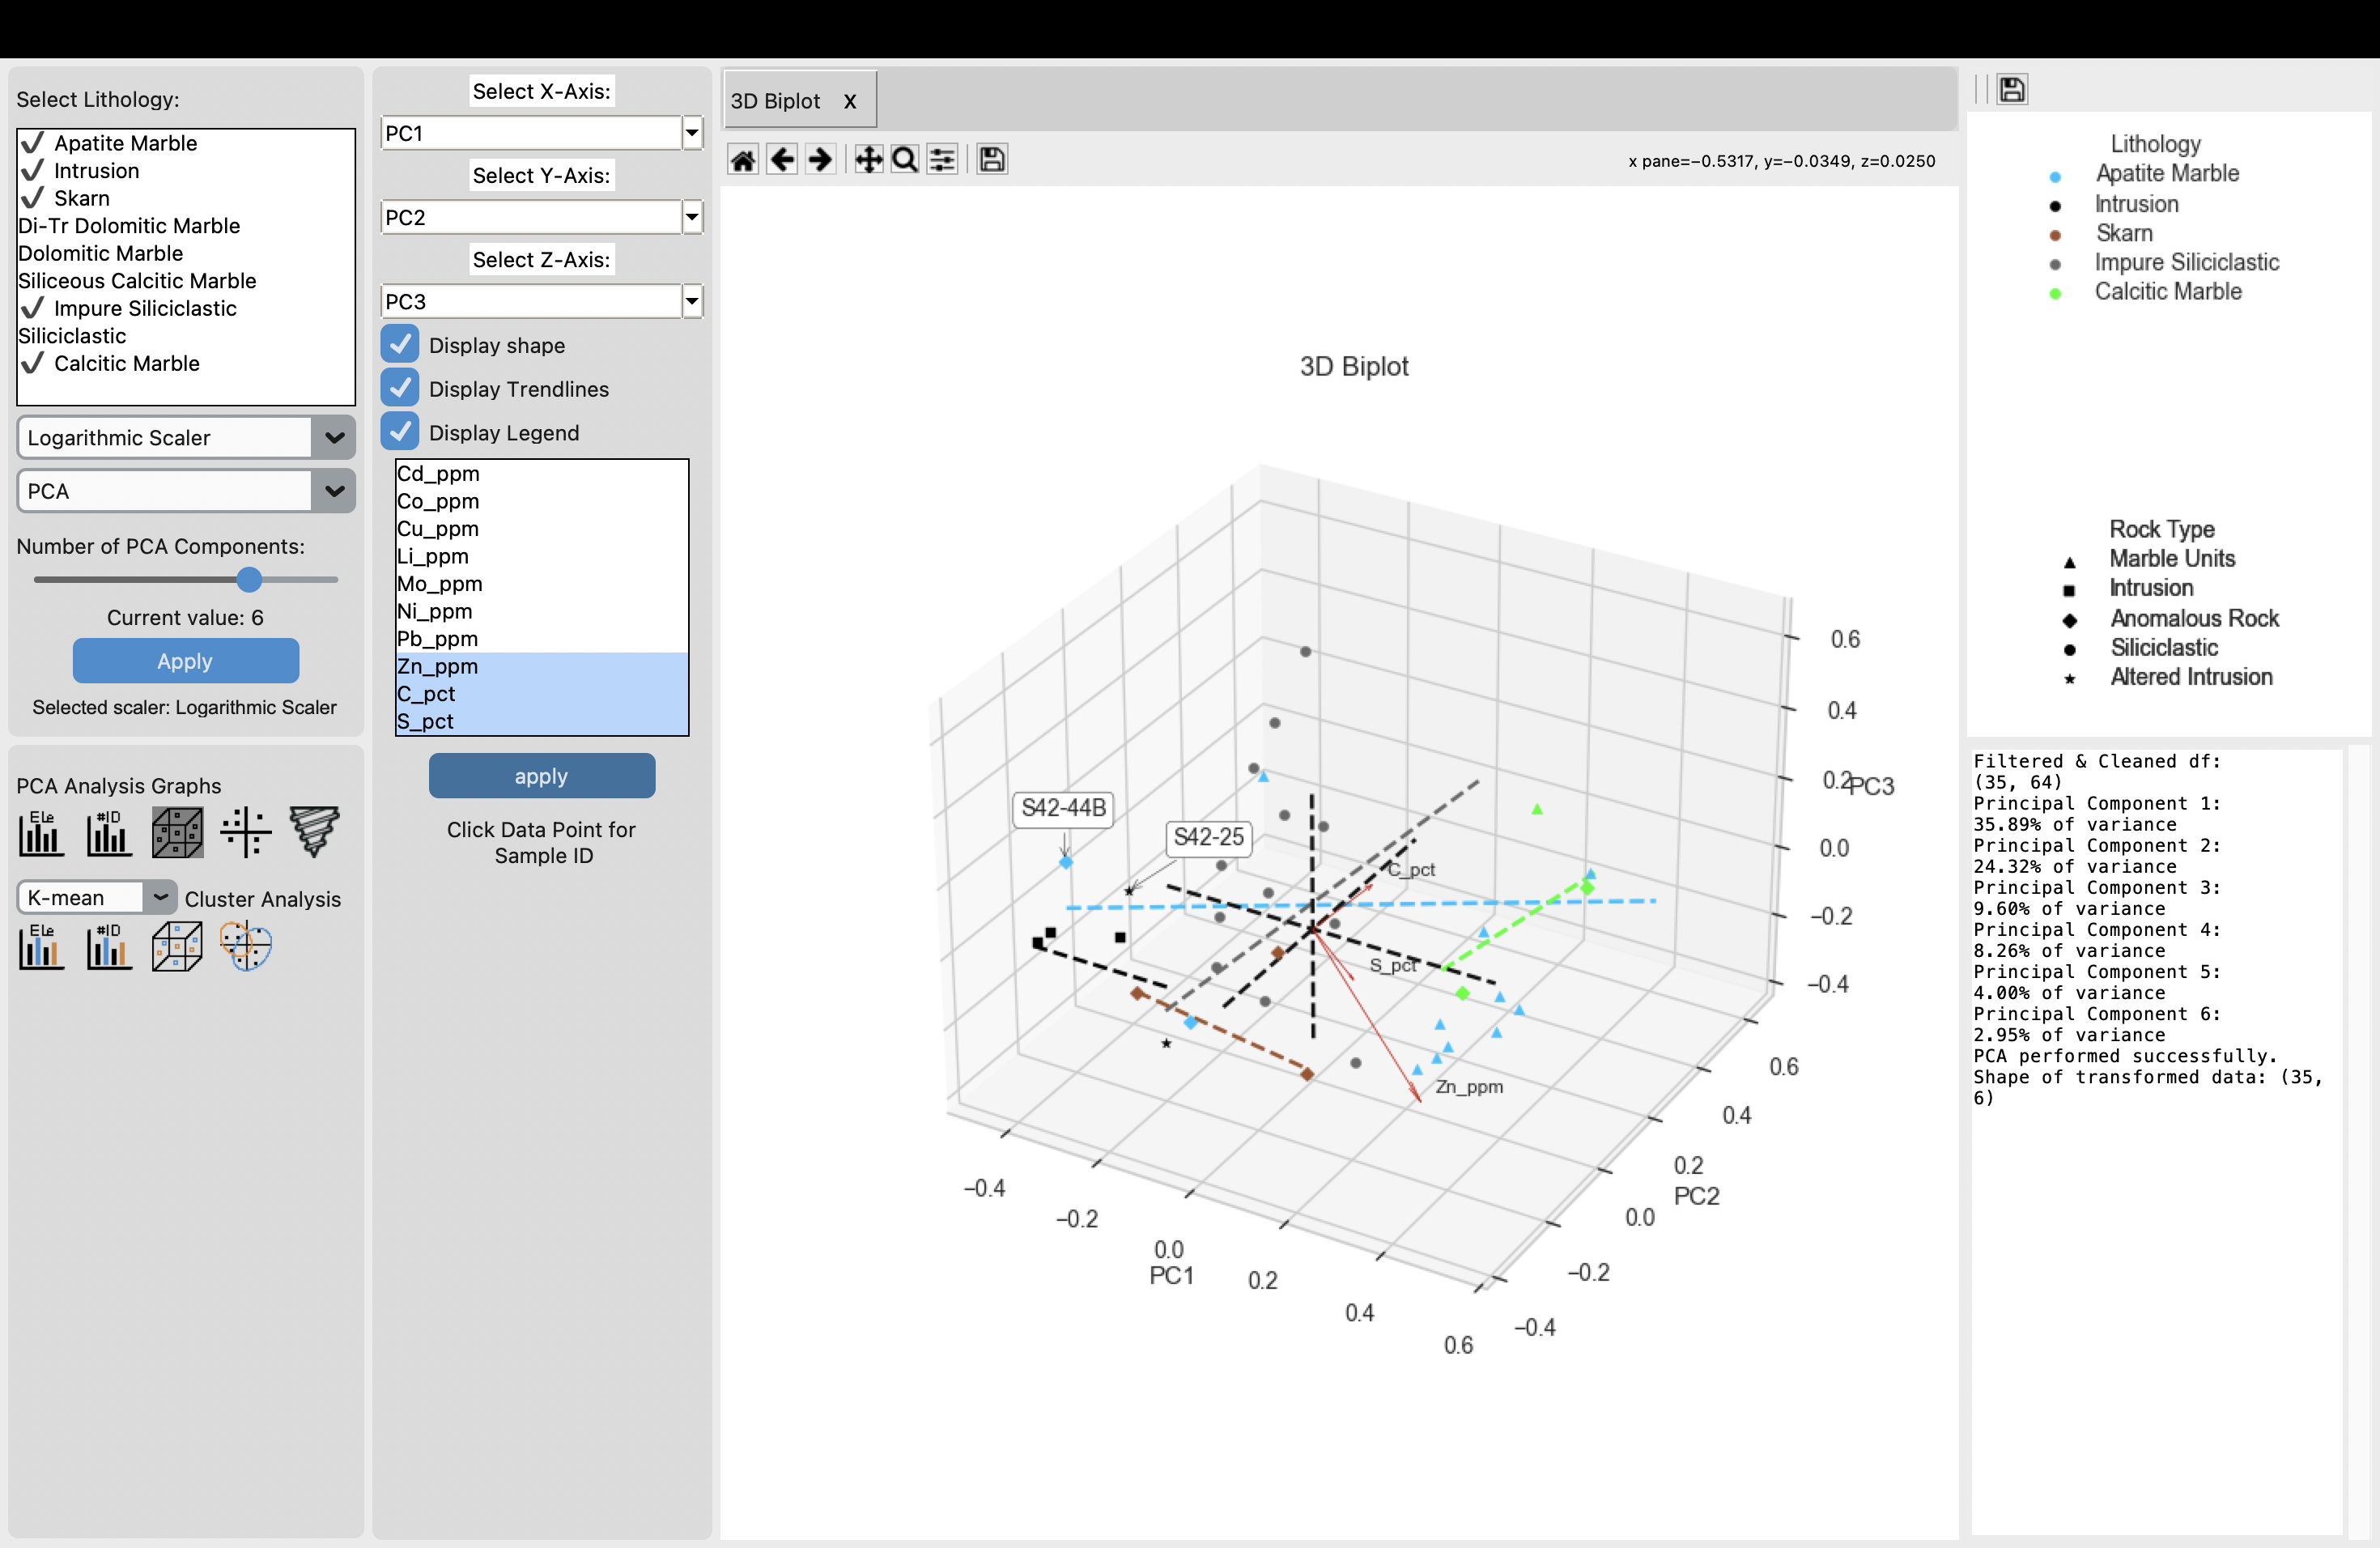 Select Lithology:
Apatite Marble
Intrusion
Skarn
Di-Tr Dolomitic Marble
Dolomitic Marble
Siliceous Calcitic Marble
Impure Siliciclastic
Siliciclastic
Calcitic Marble
Logarithmic Scaler
PCA
Number of PCA Components:
Current value: 6
Apply
Selected scaler: Logarithmic Scaler
PCA Analysis Graphs
ELe
#ID
K-mean
Cluster Analysis
ELe
#ID
Select X-Axis:
PC1
Select Y-Axis:
PC2
Select Z-Axis:
PC3
Display shape
Display Trendlines
Display Legend
Cd_ppm
Co_ppm
Cu_ppm
Li_ppm
Mo_ppm
Ni_ppm
Pb_ppm
Zn_ppm
C_pct
S_pct
apply
Click Data Point for
Sample ID
3D Biplot X
x pane=−0.5317, y=−0.0349, z=0.0250
3D Biplot
S42-44B
S42-25
C_pct
S_pct
Zn_ppm
0.6
0.4
0.2
PC3
0.0
−0.2
−0.4
0.6
0.4
0.2
PC2
0.0
−0.2
−0.4
−0.4
−0.2
0.0
PC1
0.2
0.4
0.6
Lithology
Apatite Marble
Intrusion
Skarn
Impure Siliciclastic
Calcitic Marble
Rock Type
Marble Units
Intrusion
Anomalous Rock
Siliciclastic
Altered Intrusion
Filtered & Cleaned df:
(35, 64)
Principal Component 1:
35.89% of variance
Principal Component 2:
24.32% of variance
Principal Component 3:
9.60% of variance
Principal Component 4:
8.26% of variance
Principal Component 5:
4.00% of variance
Principal Component 6:
2.95% of variance
PCA performed successfully.
Shape of transformed data: (35,
6)